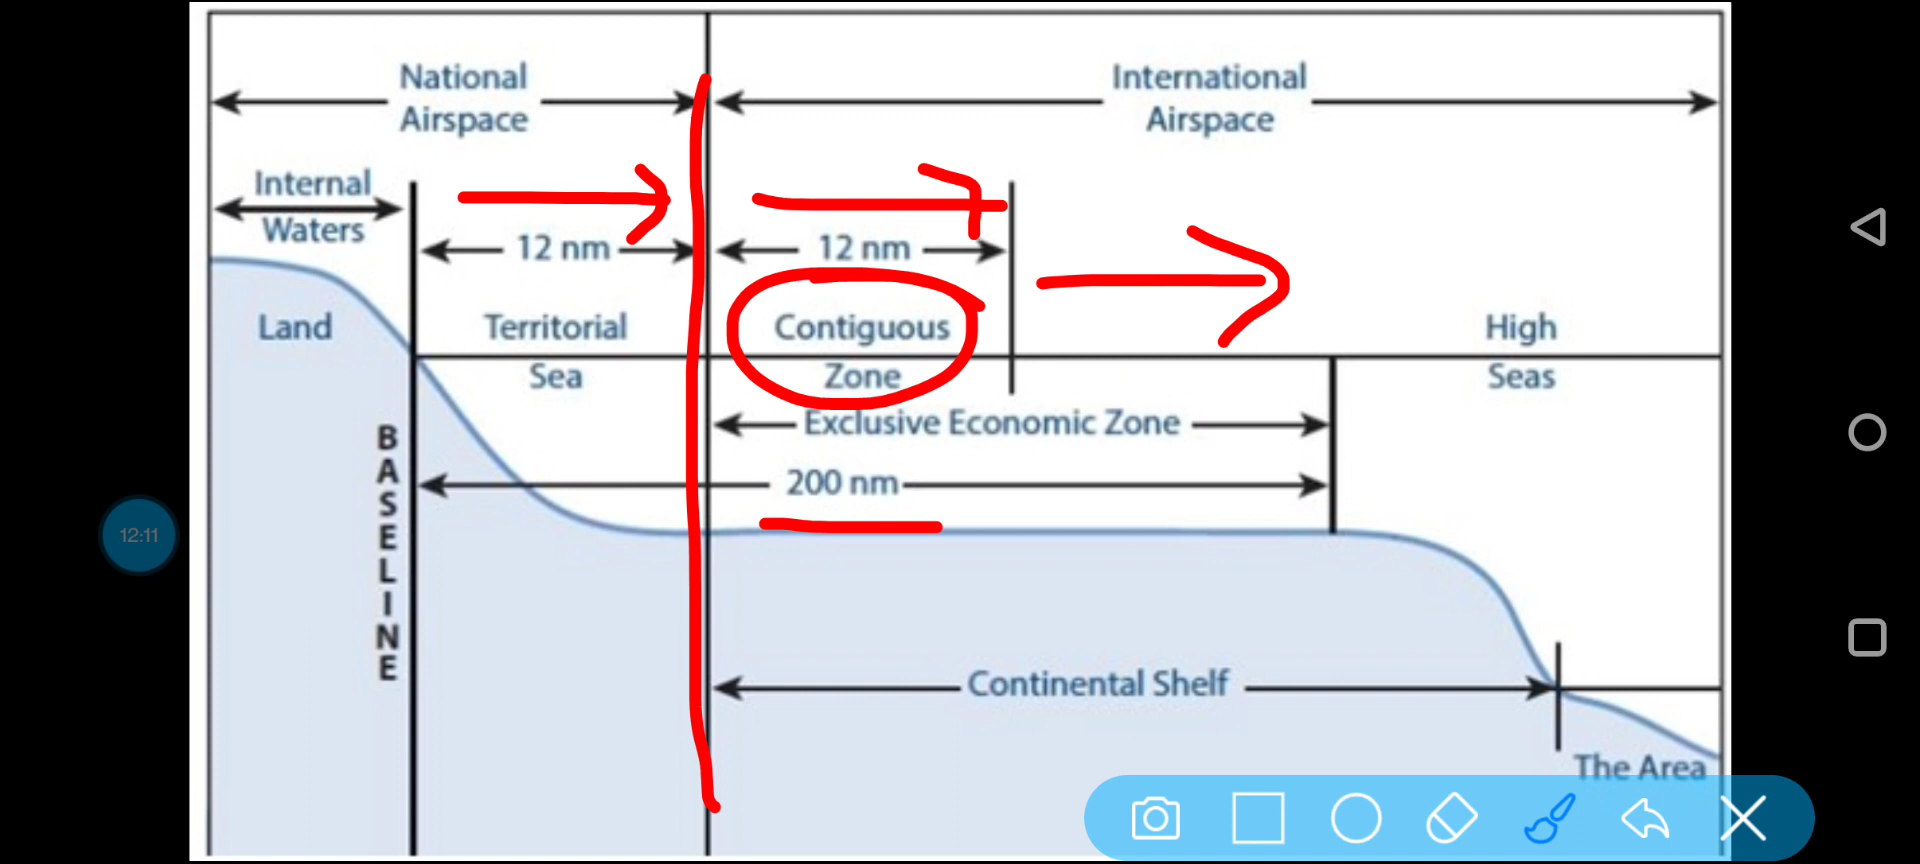 National
Airspace
International
Airspace
Internal
Waters
12 nm
12 nm
Land
Territorial
Sea
Contiguous
Zone
High
Seas
Exclusive Economic Zone
200 nm
BASELINE
Continental Shelf
The Area
12:11